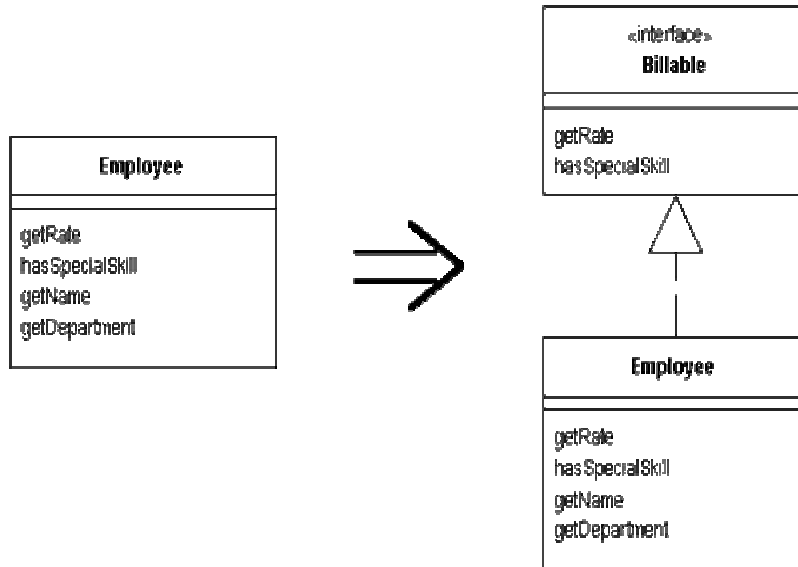 Employee
getRate
hasSpecialSkill
getName
getDepartment
«interface»
Billable
getRate
hasSpecialSkill
Employee
getRate
hasSpecialSkill
getName
getDepartment